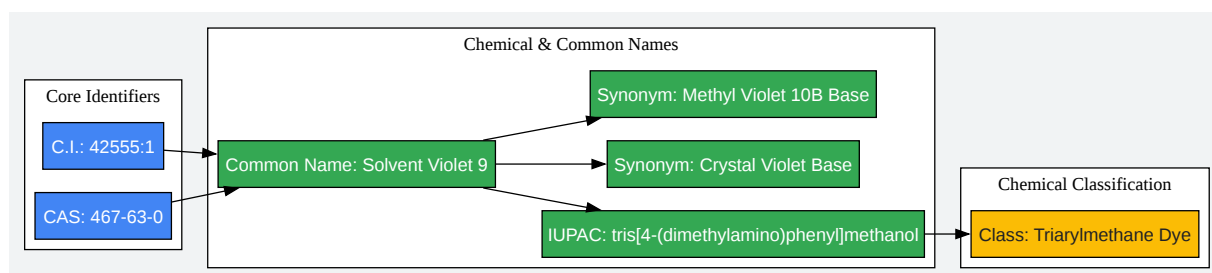 Chemical & Common Names
Core Identifiers
C.I.: 42555:1
CAS: 467-63-0
Common Name: Solvent Violet 9
Synonym: Methyl Violet 10B Base
Synonym: Crystal Violet Base
IUPAC: tris[4-(dimethylamino)phenyl]methanol
Chemical Classification
Class: Triarylmethane Dye